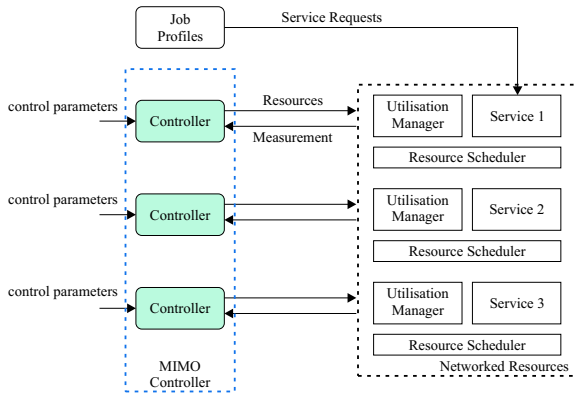 Job
Profiles
Service Requests
control parameters
Controller
Resources
Measurement
Utilisation
Manager
Service 1
Resource Scheduler
control parameters
Controller
Utilisation
Manager
Service 2
Resource Scheduler
control parameters
Controller
Utilisation
Manager
Service 3
Resource Scheduler
MIMO
Controller
Networked Resources